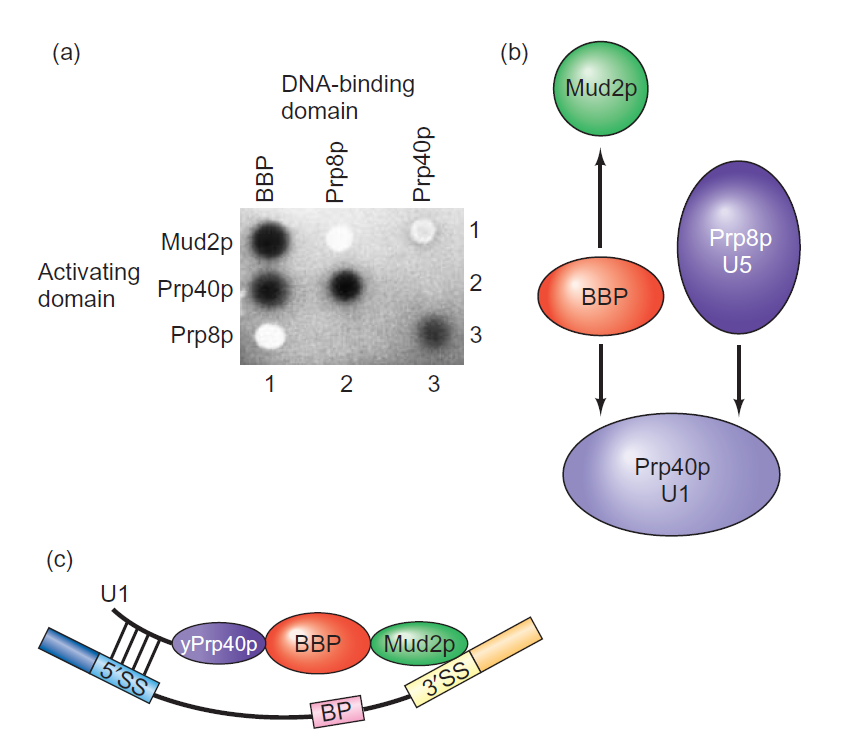 (a)
DNA-binding
domain
BBP
Prp8p
Prp40p
Activating
domain
Mud2p
Prp40p
Prp8p
1
2
3
1 2 3
(b)
Mud2p
Prp8p
U5
BBP
Prp40p
U1
(c)
U1
yPrp40p BBP Mud2p
5′SS
BP
3′SS